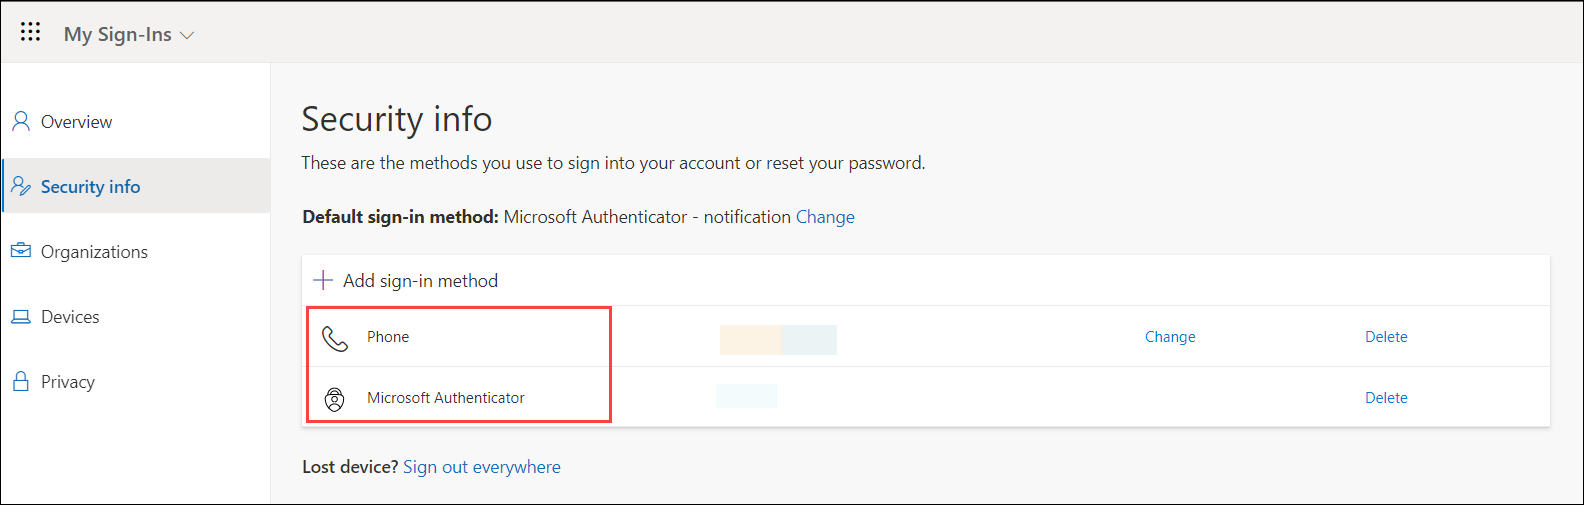 My Sign-Ins
Overview
Security info
Organizations
Devices
Privacy
Security info
These are the methods you use to sign into your account or reset your password.
Default sign-in method: Microsoft Authenticator - notification Change
Add sign-in method
Phone Change Delete
Microsoft Authenticator Delete
Lost device? Sign out everywhere